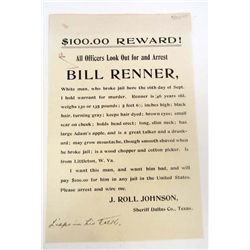 $100.00 REWARD!
All Officers Look Out for and Arrest
BILL RENNER,
White man, who broke jail here the 16th day of Sept.
I hold warrant for murder. Renner is 46 years old,
weighs 130 or 135 pounds; 5 feet 6½ inches high; black
hair, turning gray; keeps hair dyed; brown eyes; small
scar on cheek; holds head erect; long, slim neck; has
large Adam's apple, and is a great talker and a drunk-
ard; may grow moustache, though smooth shaved when
he broke jail; is a wood chopper and cotton picker. Is
from Littleton, W. Va.
I want this man, and want him bad, and will
pay $100.00 for him in any jail in the United States.
Please arrest and wire me.
J. ROLL JOHNSON,
Sheriff Dallas Co., Texas.